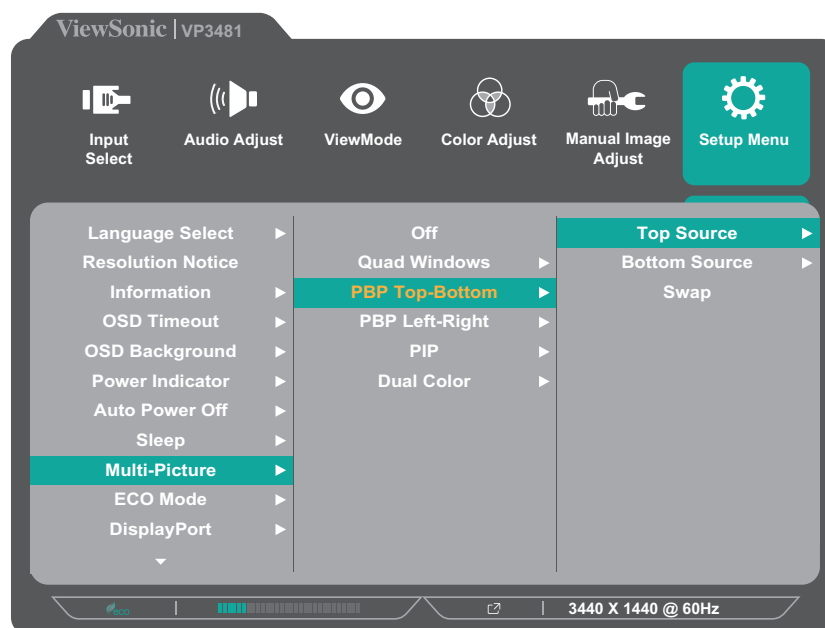 ViewSonic | VP3481
Input
Select
Audio Adjust
ViewMode
Color Adjust
Manual Image
Adjust
Setup Menu
Language Select
Resolution Notice
Information
OSD Timeout
OSD Background
Power Indicator
Auto Power Off
Sleep
Multi-Picture
ECO Mode
DisplayPort
Off
Quad Windows
PBP Top-Bottom
PBP Left-Right
PIP
Dual Color
Top Source
Bottom Source
Swap
eco
3440 X 1440 @ 60Hz